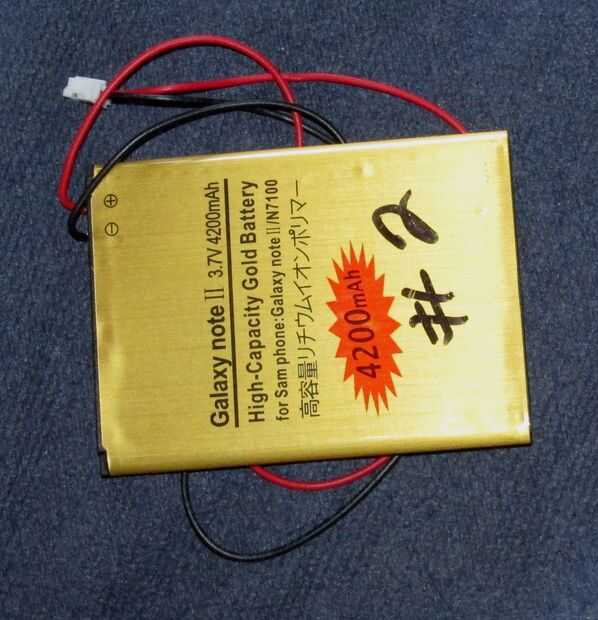 Galaxy note II 3.7V 4200mAh
High-Capacity Gold Battery
for Sam phone:Galaxy note II/N7100
高容量リチウムイオンポリマー
4200mAh
# 2
⊕
⊖